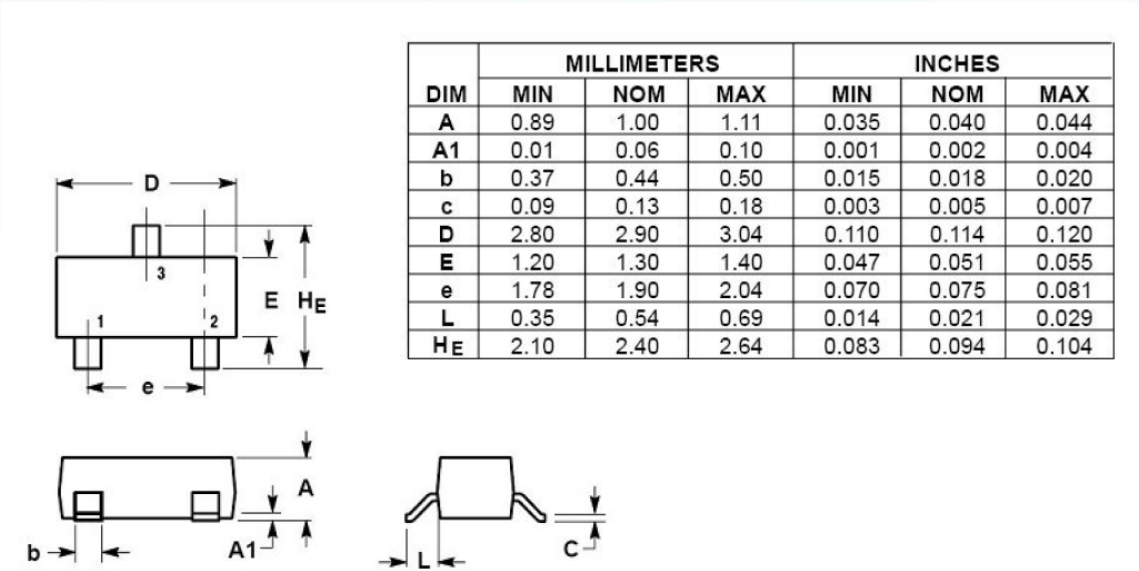 MILLIMETERS INCHES
DIM MIN NOM MAX MIN NOM MAX
A 0.89 1.00 1.11 0.035 0.040 0.044
A1 0.01 0.06 0.10 0.001 0.002 0.004
b 0.37 0.44 0.50 0.015 0.018 0.020
c 0.09 0.13 0.18 0.003 0.005 0.007
D 2.80 2.90 3.04 0.110 0.114 0.120
E 1.20 1.30 1.40 0.047 0.051 0.055
e 1.78 1.90 2.04 0.070 0.075 0.081
L 0.35 0.54 0.69 0.014 0.021 0.029
HE 2.10 2.40 2.64 0.083 0.094 0.104
D
3
E HE
1 2
e
A
b A1
L C